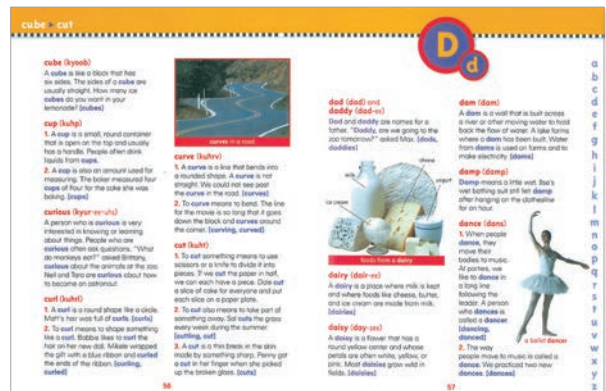 cube ▸ cut
cube (kyoob)
A cube is like a block that has
six sides. The sides of a cube are
usually straight. How many ice
cubes do you want in your
lemonade? [cubes]
cup (kuhp)
1. A cup is a small, round container
that is open on the top and usually
has a handle. People often drink
liquids from cups.
2. A cup is also an amount used for
measuring. The baker measured four
cups of flour for the cake she was
baking. [cups]
curious (kyur-ee-uhs)
A person who is curious is very
interested in knowing or learning
about things. People who are
curious often ask questions. "What
do monkeys eat?" asked Brittany,
curious about the animals at the zoo.
Neil and Tara are curious about how
to become an astronaut.
curl (kuhrl)
1. A curl is a round shape like a circle.
Matt's hair was full of curls. [curls]
2. To curl means to shape something
like a curl. Bobbie likes to curl the
hair on her new doll. Mikele wrapped
the gift with a blue ribbon and curled
the ends of the ribbon. [curling,
curled]
curves in a road
curve (kuhrv)
1. A curve is a line that bends into
a rounded shape. A curve is not
straight. We could not see past
the curve in the road. [curves]
2. To curve means to bend. The line
for the movie is so long that it goes
down the block and curves around
the corner. [curving, curved]
cut (kuht)
1. To cut something means to use
scissors or a knife to divide it into
pieces. If we cut the paper in half,
we can each have a piece. Dale cut
a slice of cake for everyone and put
each slice on a paper plate.
2. To cut also means to take part of
something away. Sal cuts the grass
every week during the summer.
[cutting, cut]
3. A cut is a thin break in the skin
made by something sharp. Penny got
a cut in her finger when she picked
up the broken glass. [cuts]
56
D
d
dad (dad) and
daddy (dad-ee)
Dad and daddy are names for a
father. "Daddy, are we going to the
zoo tomorrow?" asked Max. [dads,
daddies]
cheese
milk
yogurt
ice cream
foods from a dairy
dairy (dair-ee)
A dairy is a place where milk is kept
and where foods like cheese, butter,
and ice cream are made from milk.
[dairies]
daisy (day-zee)
A daisy is a flower that has a
round yellow center and whose
petals are often white, yellow, or
pink. Most daisies grow wild in
fields. [daisies]
dam (dam)
A dam is a wall that is built across
a river or other moving water to hold
back the flow of water. A lake forms
where a dam has been built. Water
from dams is used on farms and to
make electricity. [dams]
damp (damp)
Damp means a little wet. Ilsa's
wet bathing suit still felt damp
after hanging on the clothesline
for an hour.
dance (dans)
1. When people
dance, they
move their
bodies to music.
At parties, we
like to dance in
a long line
following the
leader. A person
who dances is
called a dancer.
[dancing,
danced]
2. The way
people move to music is called a
dance. We practiced two new
dances. [dances]
a ballet dancer
57
a
b
c
d
e
f
g
h
i
j
k
l
m
n
o
p
q
r
s
t
u
v
w
x
y
z